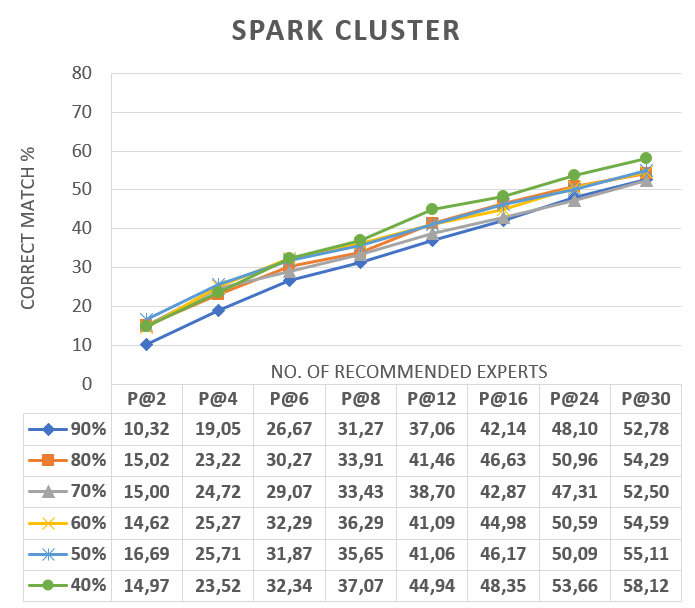 SPARK CLUSTER
CORRECT MATCH %
80
70
60
50
40
30
20
10
0
NO. OF RECOMMENDED EXPERTS
P@2 P@4 P@6 P@8 P@12 P@16 P@24 P@30
90% 10,32 19,05 26,67 31,27 37,06 42,14 48,10 52,78
80% 15,02 23,22 30,27 33,91 41,46 46,63 50,96 54,29
70% 15,00 24,72 29,07 33,43 38,70 42,87 47,31 52,50
60% 14,62 25,27 32,29 36,29 41,09 44,98 50,59 54,59
50% 16,69 25,71 31,87 35,65 41,06 46,17 50,09 55,11
40% 14,97 23,52 32,34 37,07 44,94 48,35 53,66 58,12